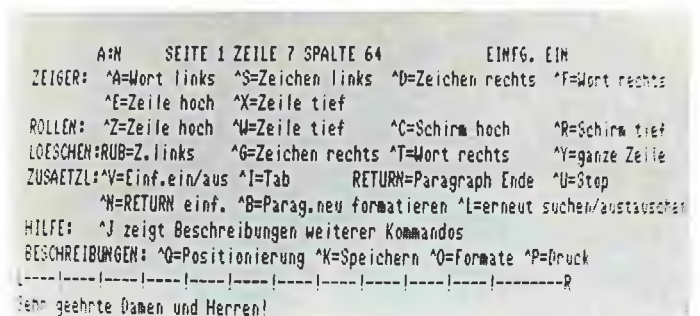 A:N SEITE 1 ZEILE 7 SPALTE 64 EINFG. EIN
ZEIGER: ^A=Wort links ^S=Zeichen links ^D=Zeichen rechts ^F=Wort rechts
^E=Zeile hoch ^X=Zeile tief
ROLLEN: ^Z=Zeile hoch ^W=Zeile tief ^C=Schirm hoch ^R=Schirm tief
LOESCHEN:RUB=Z.links ^G=Zeichen rechts ^T=Wort rechts ^Y=ganze Zeile
ZUSAETZL:^V=Einf.ein/aus ^I=Tab RETURN=Paragraph Ende ^U=Stop
^N=RETURN einf. ^B=Parag.neu formatieren ^L=erneut suchen/austauschen
HILFE: ^J zeigt Beschreibungen weiterer Kommandos
BESCHREIBUNGEN: ^Q=Positionierung ^K=Speichern ^O=Formate ^P=Druck
L----!----!----!----!----!----!----!----!----!----!--------R
Sehr geehrte Damen und Herren!